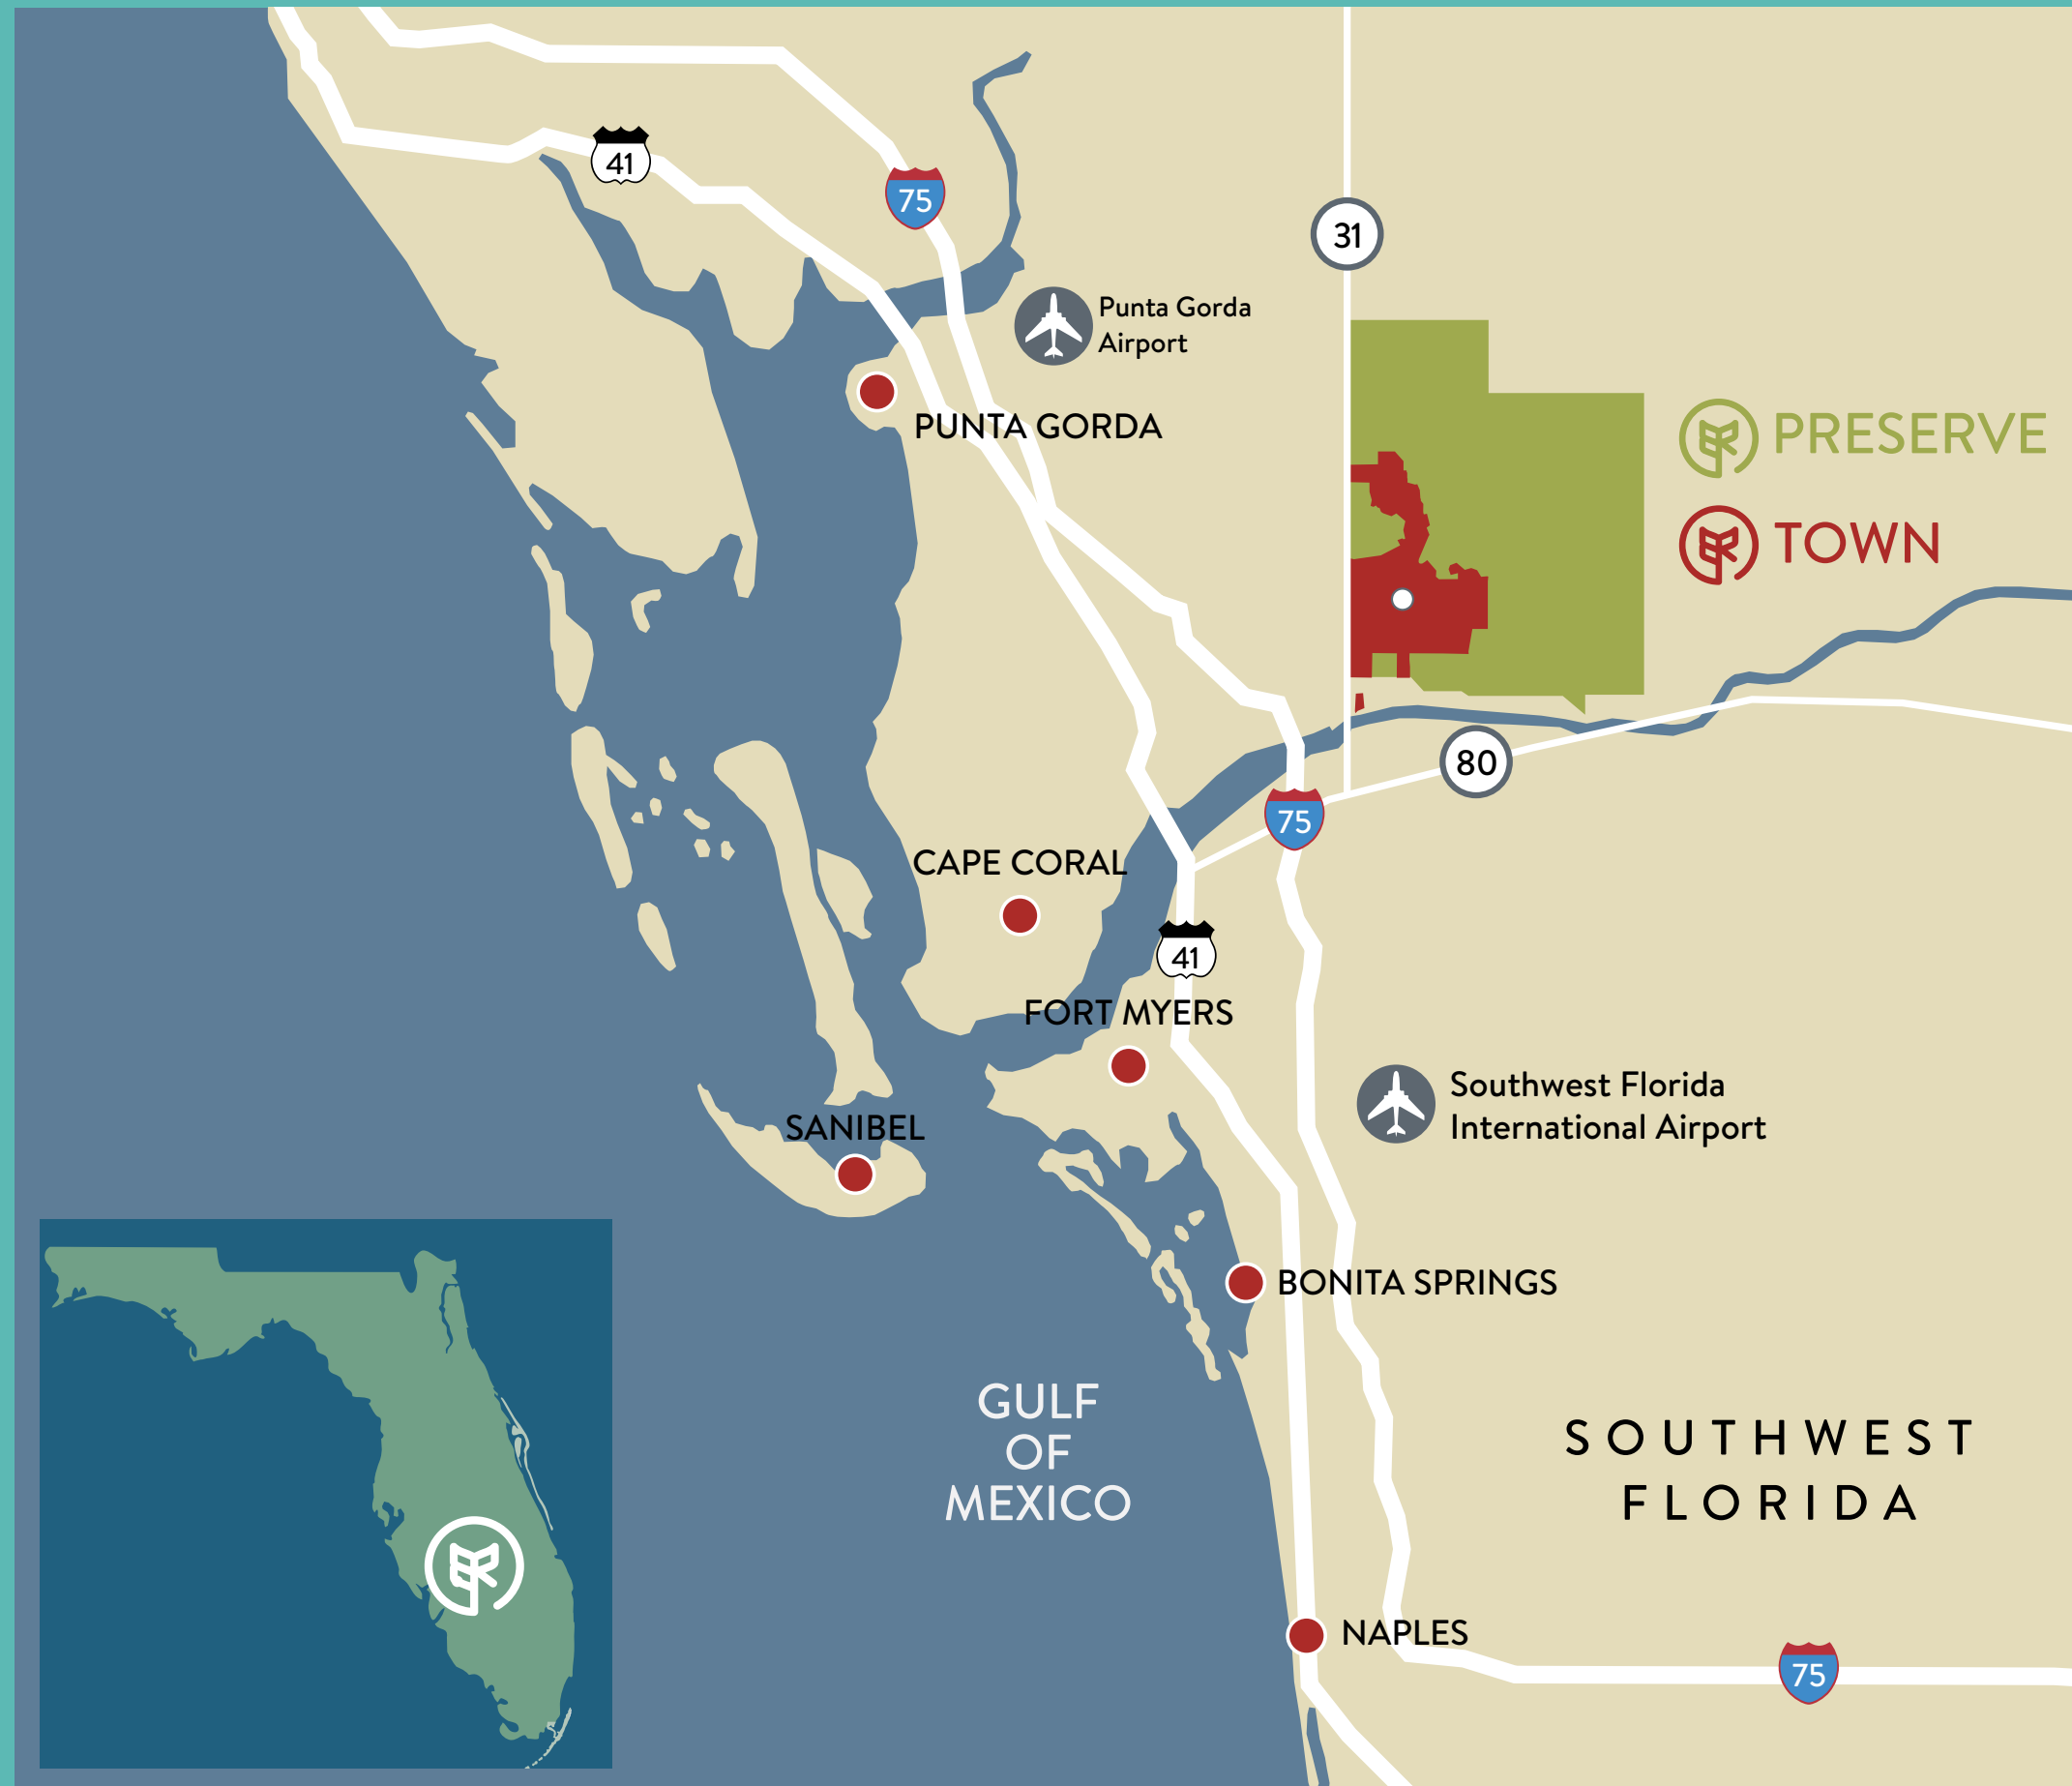 41
75
31
Punta Gorda
Airport
PUNTA GORDA
PRESERVE
TOWN
80
75
CAPE CORAL
41
FORT MYERS
Southwest Florida
International Airport
SANIBEL
BONITA SPRINGS
GULF
OF
MEXICO
SOUTHWEST
FLORIDA
NAPLES
75